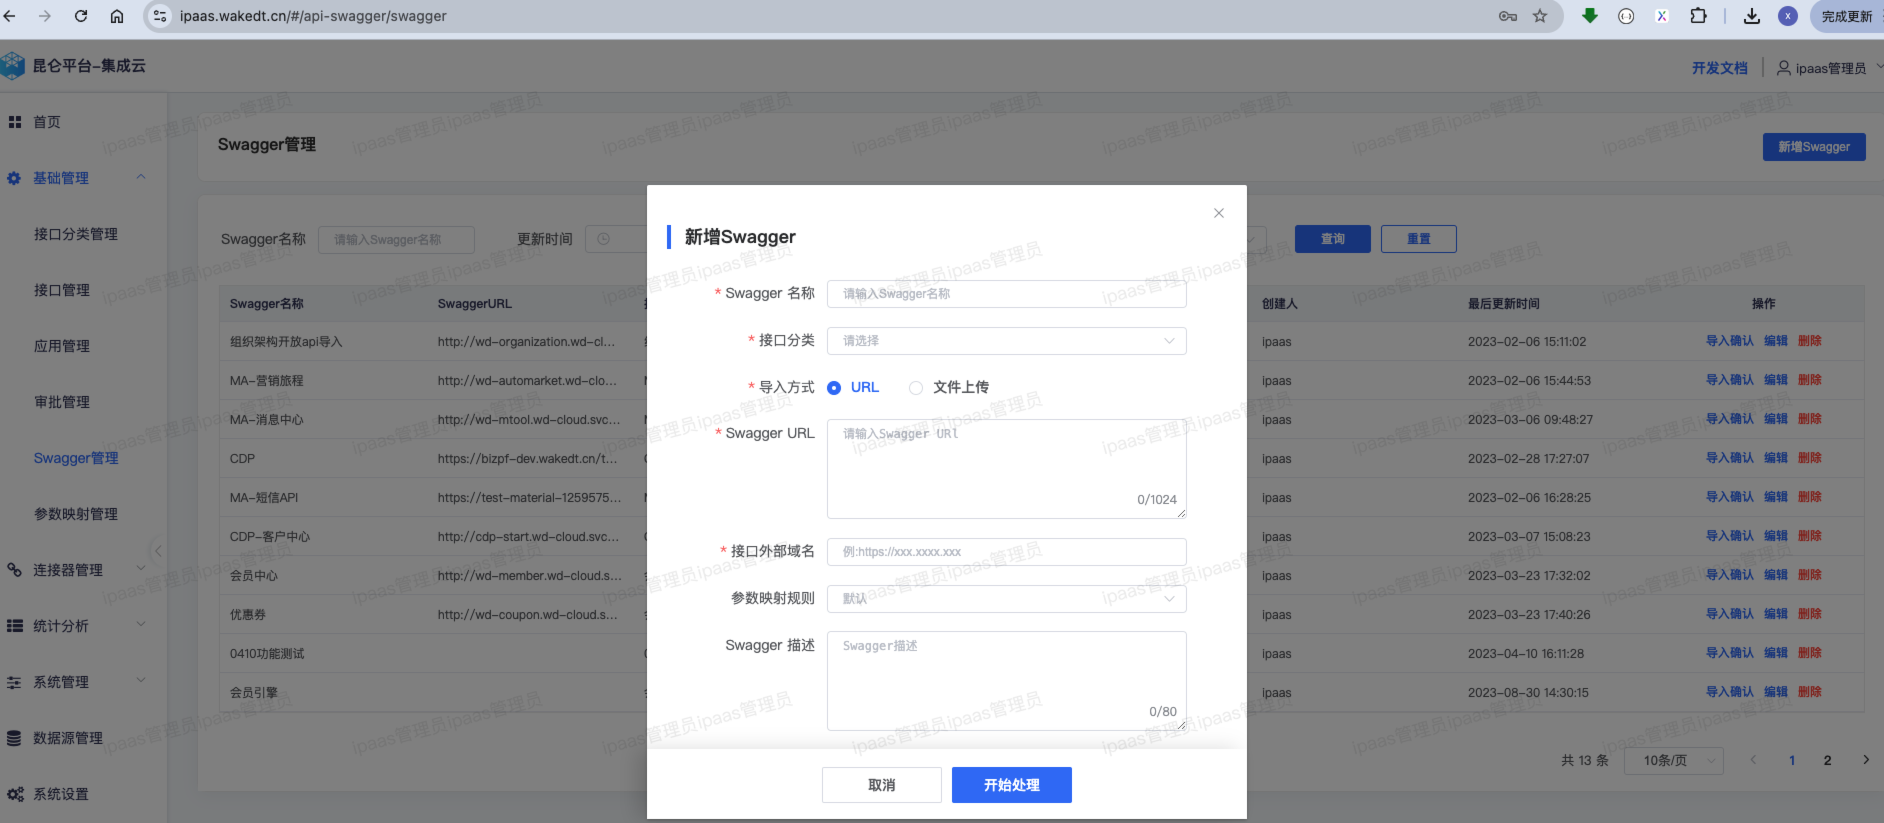 ipaas.wakedt.cn/#/api-swagger/swagger
完成更新
昆仑平台-集成云
开发文档
ipaas管理员
首页
基础管理
接口分类管理
接口管理
应用管理
审批管理
Swagger管理
参数映射管理
连接器管理
统计分析
系统管理
数据源管理
系统设置
Swagger管理
新增Swagger
Swagger名称 请输入Swagger名称 更新时间 查询 重置
Swagger名称 SwaggerURL 创建人 最后更新时间 操作
组织架构开放api导入 http://wd-organization.wd-cl... ipaas 2023-02-06 15:11:02 导入确认 编辑 删除
MA-营销旅程 http://wd-automarket.wd-clo... ipaas 2023-02-06 15:44:53 导入确认 编辑 删除
MA-消息中心 http://wd-mtool.wd-cloud.svc... ipaas 2023-03-06 09:48:27 导入确认 编辑 删除
CDP https://bizpf-dev.wakedt.cn/t... ipaas 2023-02-28 17:27:07 导入确认 编辑 删除
MA-短信API https://test-material-1259575... ipaas 2023-02-06 16:28:25 导入确认 编辑 删除
CDP-客户中心 http://cdp-start.wd-cloud.svc... ipaas 2023-03-07 15:08:23 导入确认 编辑 删除
会员中心 http://wd-member.wd-cloud.s... ipaas 2023-03-23 17:32:02 导入确认 编辑 删除
优惠券 http://wd-coupon.wd-cloud.s... ipaas 2023-03-23 17:40:26 导入确认 编辑 删除
0410功能测试 ipaas 2023-04-10 16:11:28 导入确认 编辑 删除
会员引擎 ipaas 2023-08-30 14:30:15 导入确认 编辑 删除
共 13 条 10条/页 1 2
新增Swagger
* Swagger 名称 请输入Swagger名称
* 接口分类 请选择
* 导入方式 URL 文件上传
* Swagger URL 请输入Swagger URl
0/1024
* 接口外部域名 例:https://xxx.xxxx.xxx
参数映射规则 默认
Swagger 描述 Swagger描述
0/80
取消 开始处理
ipaas管理员ipaas管理员